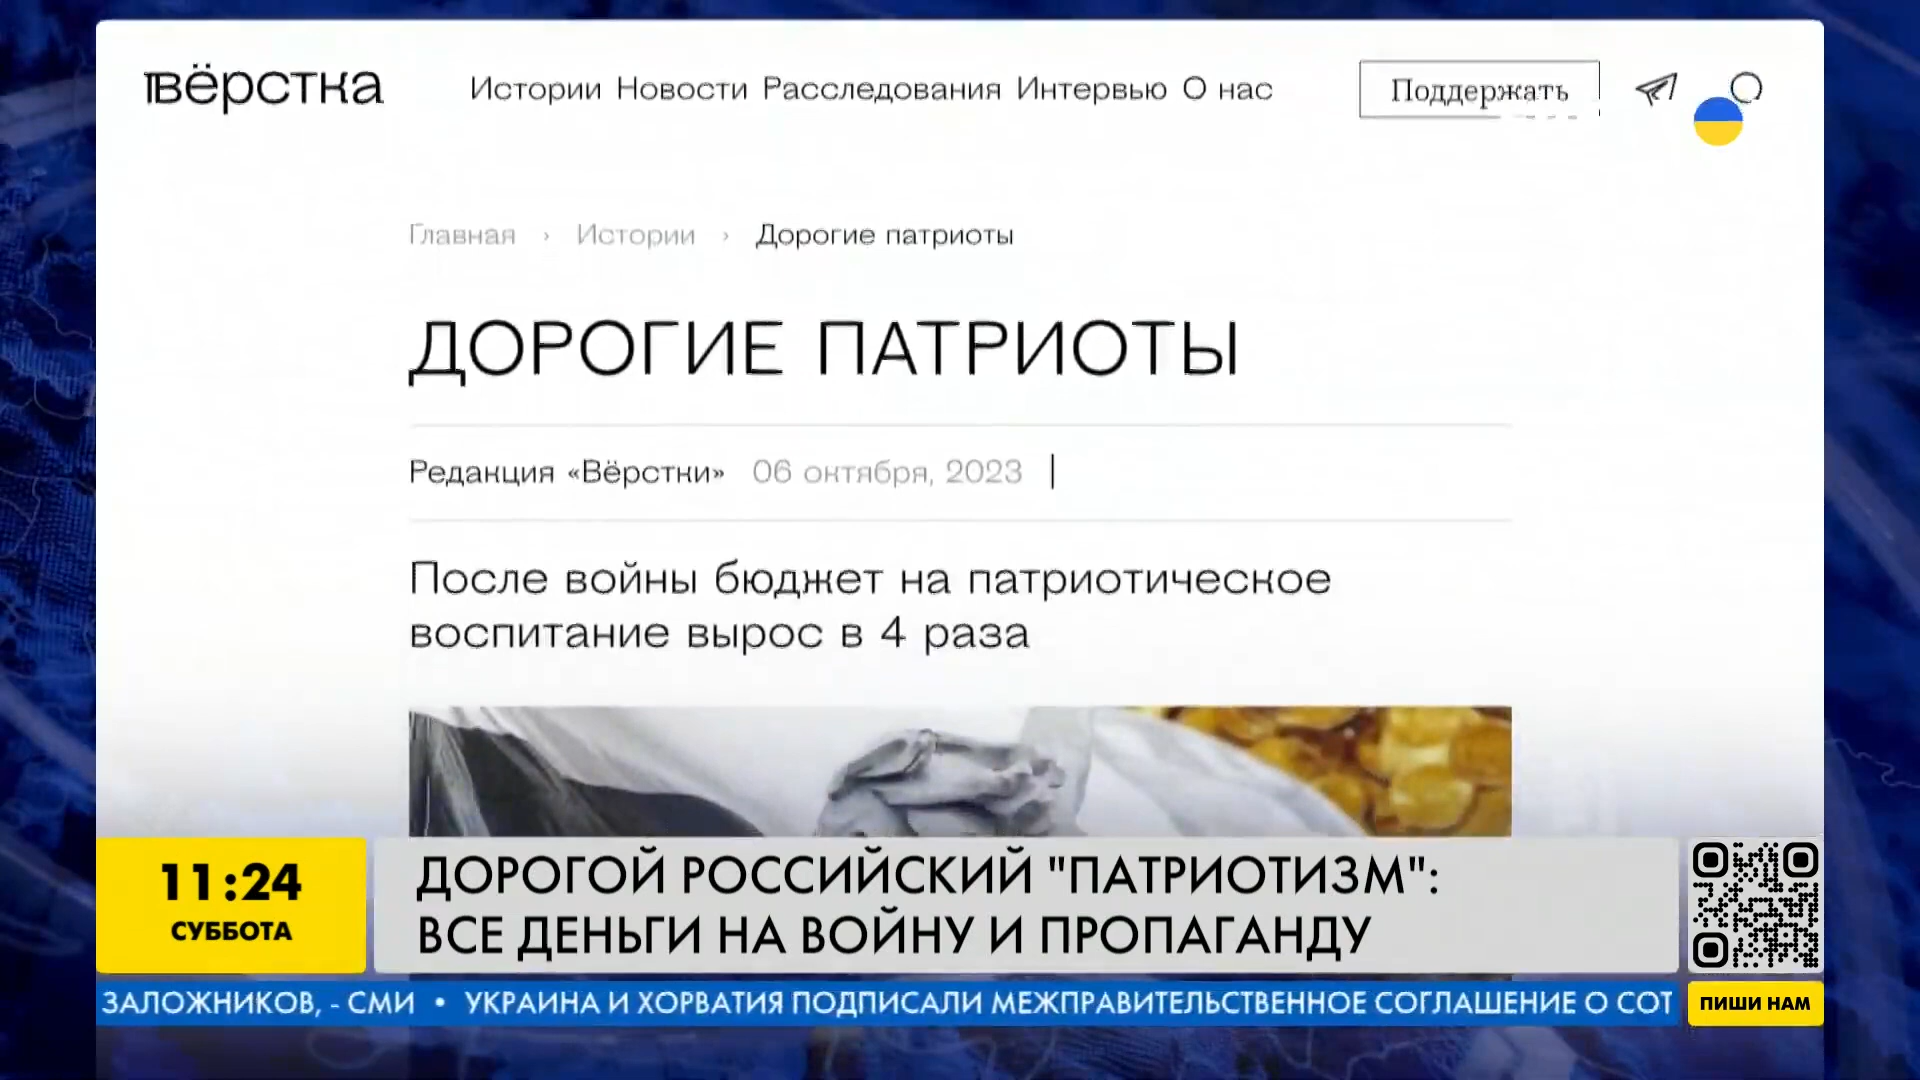 вёрстка
Истории Новости Расследования Интервью О нас
Поддержать
Главная › Истории › Дорогие патриоты
ДОРОГИЕ ПАТРИОТЫ
Редакция «Вёрстки» 06 октября, 2023
После войны бюджет на патриотическое
воспитание вырос в 4 раза
11:24
СУББОТА
ДОРОГОЙ РОССИЙСКИЙ "ПАТРИОТИЗМ":
ВСЕ ДЕНЬГИ НА ВОЙНУ И ПРОПАГАНДУ
ЗАЛОЖНИКОВ, - СМИ • УКРАИНА И ХОРВАТИЯ ПОДПИСАЛИ МЕЖПРАВИТЕЛЬСТВЕННОЕ СОГЛАШЕНИЕ О СОТ
ПИШИ НАМ